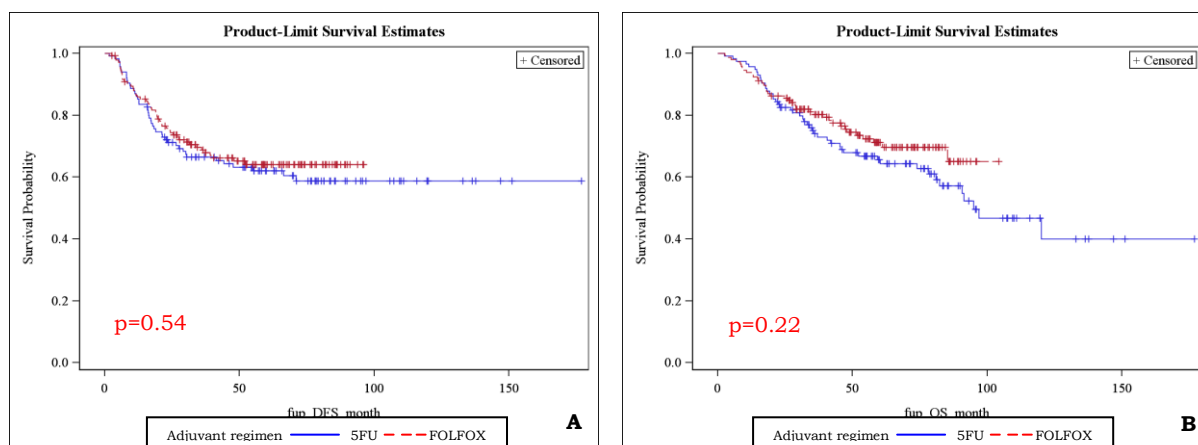 Product-Limit Survival Estimates
+ Censored
1.0
0.8
0.6
0.4
0.2
0.0
Survival Probability
p=0.54
0
50
100
150
fup_DFS_month
Adjuvant regimen 5FU FOLFOX
A
Product-Limit Survival Estimates
+ Censored
1.0
0.8
0.6
0.4
0.2
0.0
Survival Probability
p=0.22
0
50
100
150
fup_OS_month
Adjuvant regimen 5FU FOLFOX
B